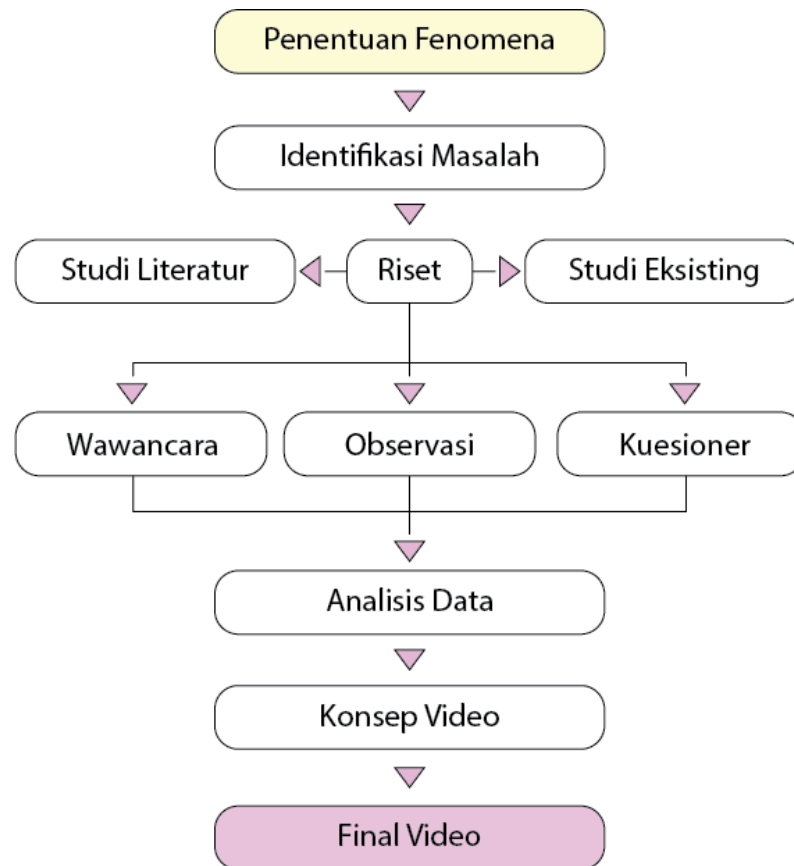 Penentuan Fenomena
Identifikasi Masalah
Studi Literatur
Riset
Studi Eksisting
Wawancara
Observasi
Kuesioner
Analisis Data
Konsep Video
Final Video